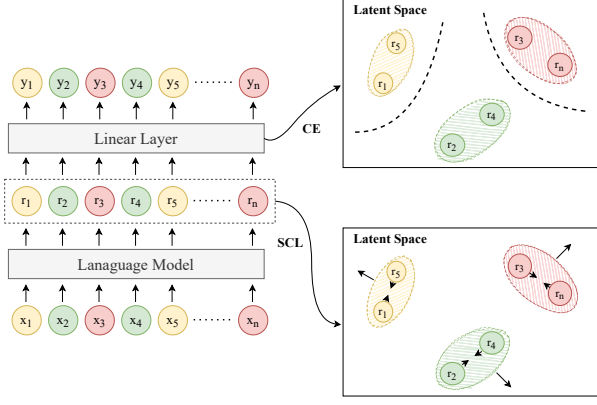 y1 y2 y3 y4 y5 ······ yn
Linear Layer
r1 r2 r3 r4 r5 ······ rn
Lanaguage Model
x1 x2 x3 x4 x5 ······ xn
CE
SCL
Latent Space
r5
r1
r3
rn
r4
r2
Latent Space
r5
r1
r3
rn
r4
r2